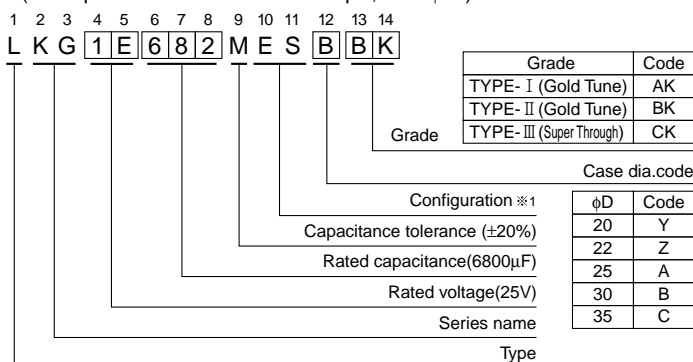 1 2 3 4 5 6 7 8 9 10 11 12 13 14
L K G 1 E 6 8 2 M E S B B K
Grade Code
TYPE-Ⅰ (Gold Tune) AK
TYPE-Ⅱ (Gold Tune) BK
TYPE-Ⅲ (Super Through) CK
Grade
Case dia.code
Configuration ※1
Capacitance tolerance (±20%)
Rated capacitance(6800μF)
Rated voltage(25V)
Series name
Type
ϕD Code
20 Y
22 Z
25 A
30 B
35 C